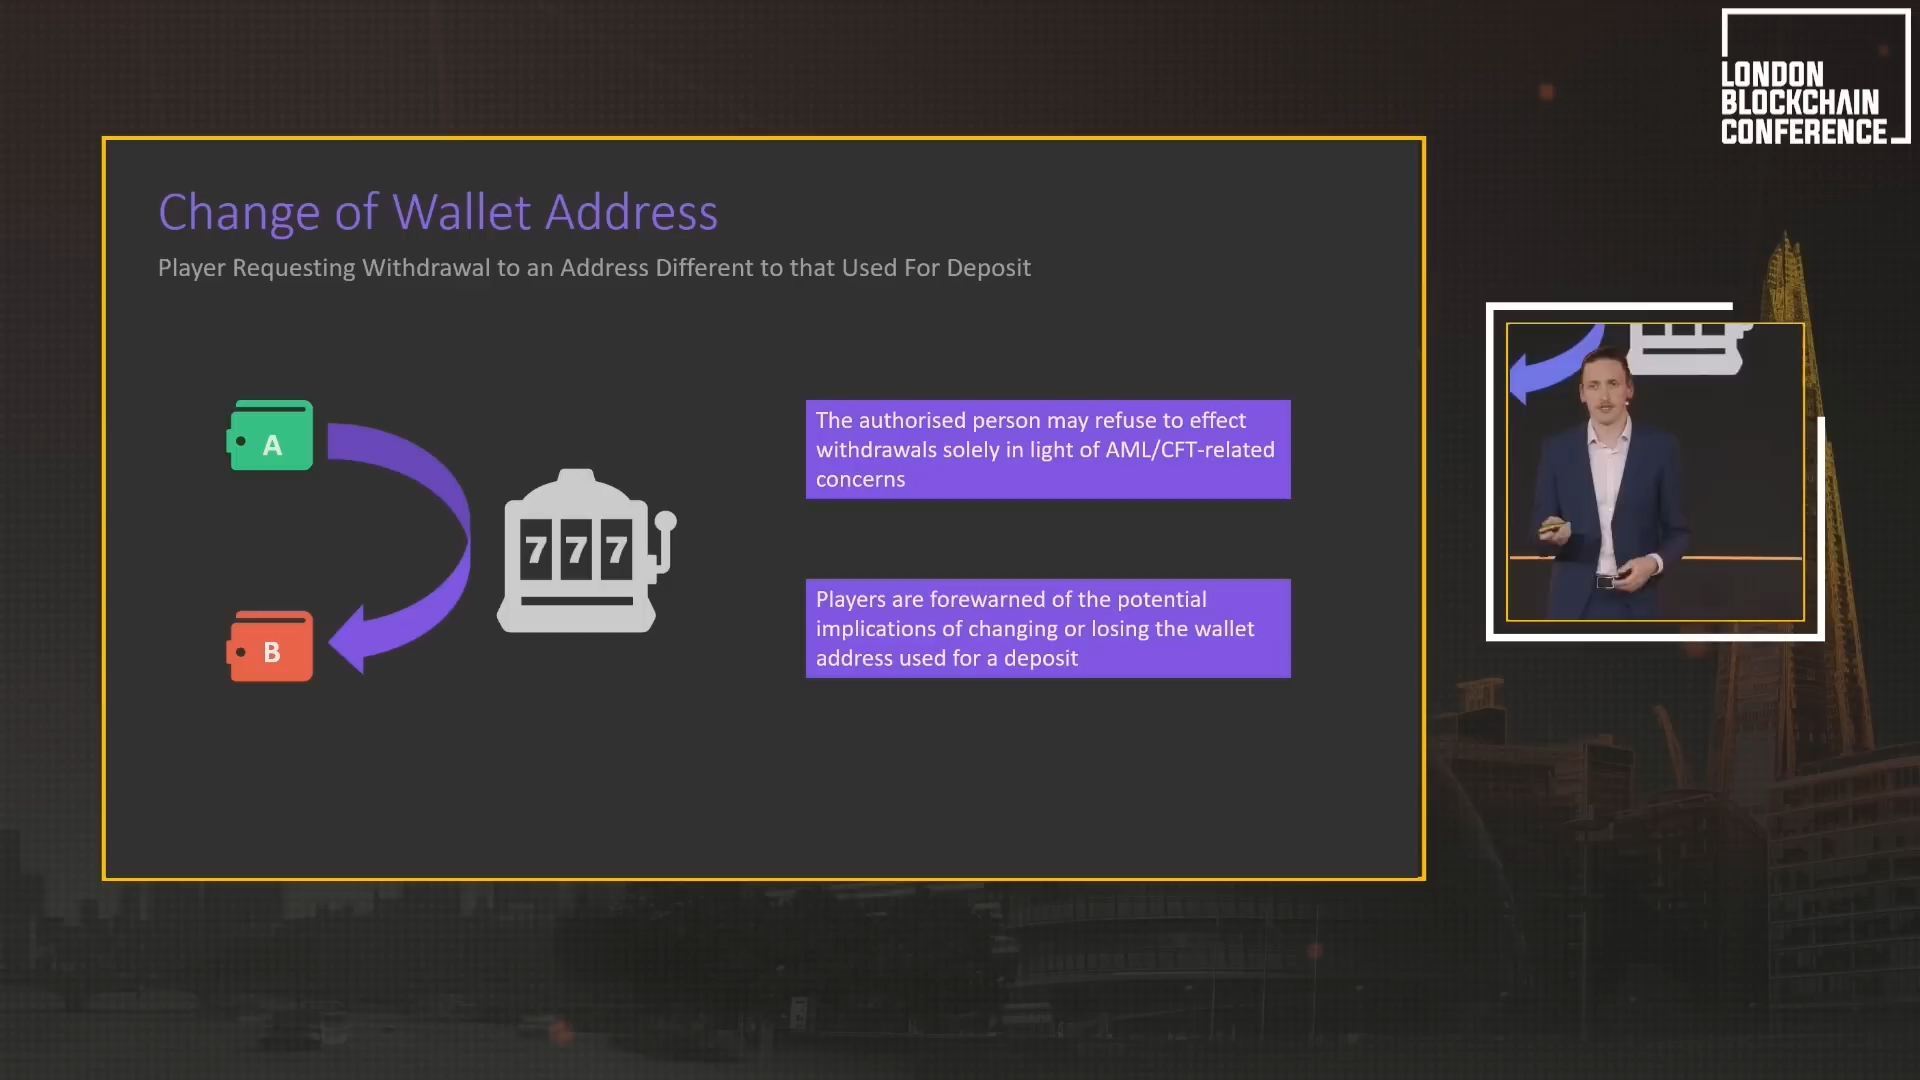 LONDON
BLOCKCHAIN
CONFERENCE
Change of Wallet Address
Player Requesting Withdrawal to an Address Different to that Used For Deposit
A
B
777
The authorised person may refuse to effect
withdrawals solely in light of AML/CFT-related
concerns
Players are forewarned of the potential
implications of changing or losing the wallet
address used for a deposit